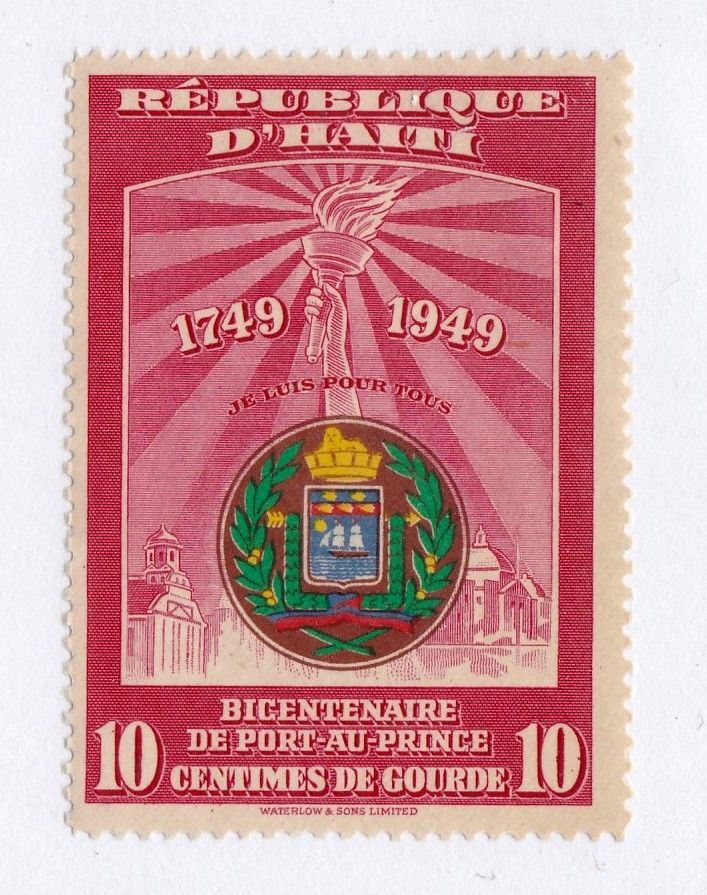 RÉPUBLIQUE
D'HAITI
1749 1949
JE LUIS POUR TOUS
BICENTENAIRE
DE PORT-AU-PRINCE
10 CENTIMES DE GOURDE 10
WATERLOW & SONS LIMITED